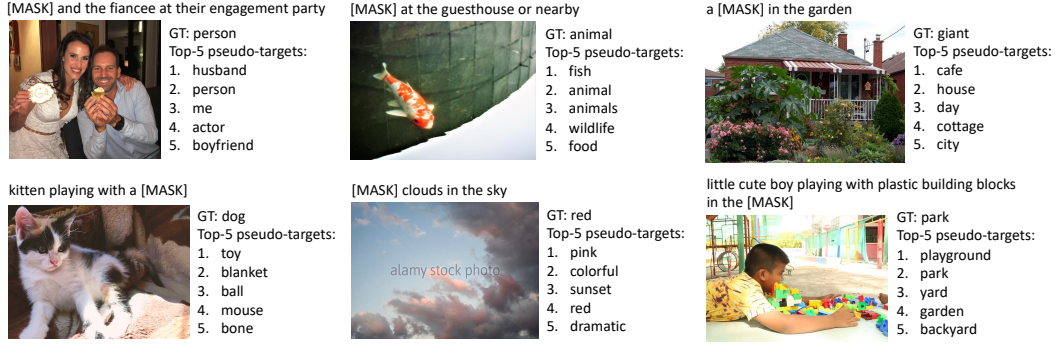 [MASK] and the fiancee at their engagement party
GT: person
Top-5 pseudo-targets:
1. husband
2. person
3. me
4. actor
5. boyfriend
[MASK] at the guesthouse or nearby
GT: animal
Top-5 pseudo-targets:
1. fish
2. animal
3. animals
4. wildlife
5. food
a [MASK] in the garden
GT: giant
Top-5 pseudo-targets:
1. cafe
2. house
3. day
4. cottage
5. city
kitten playing with a [MASK]
GT: dog
Top-5 pseudo-targets:
1. toy
2. blanket
3. ball
4. mouse
5. bone
[MASK] clouds in the sky
alamy stock photo
GT: red
Top-5 pseudo-targets:
1. pink
2. colorful
3. sunset
4. red
5. dramatic
little cute boy playing with plastic building blocks
in the [MASK]
GT: park
Top-5 pseudo-targets:
1. playground
2. park
3. yard
4. garden
5. backyard